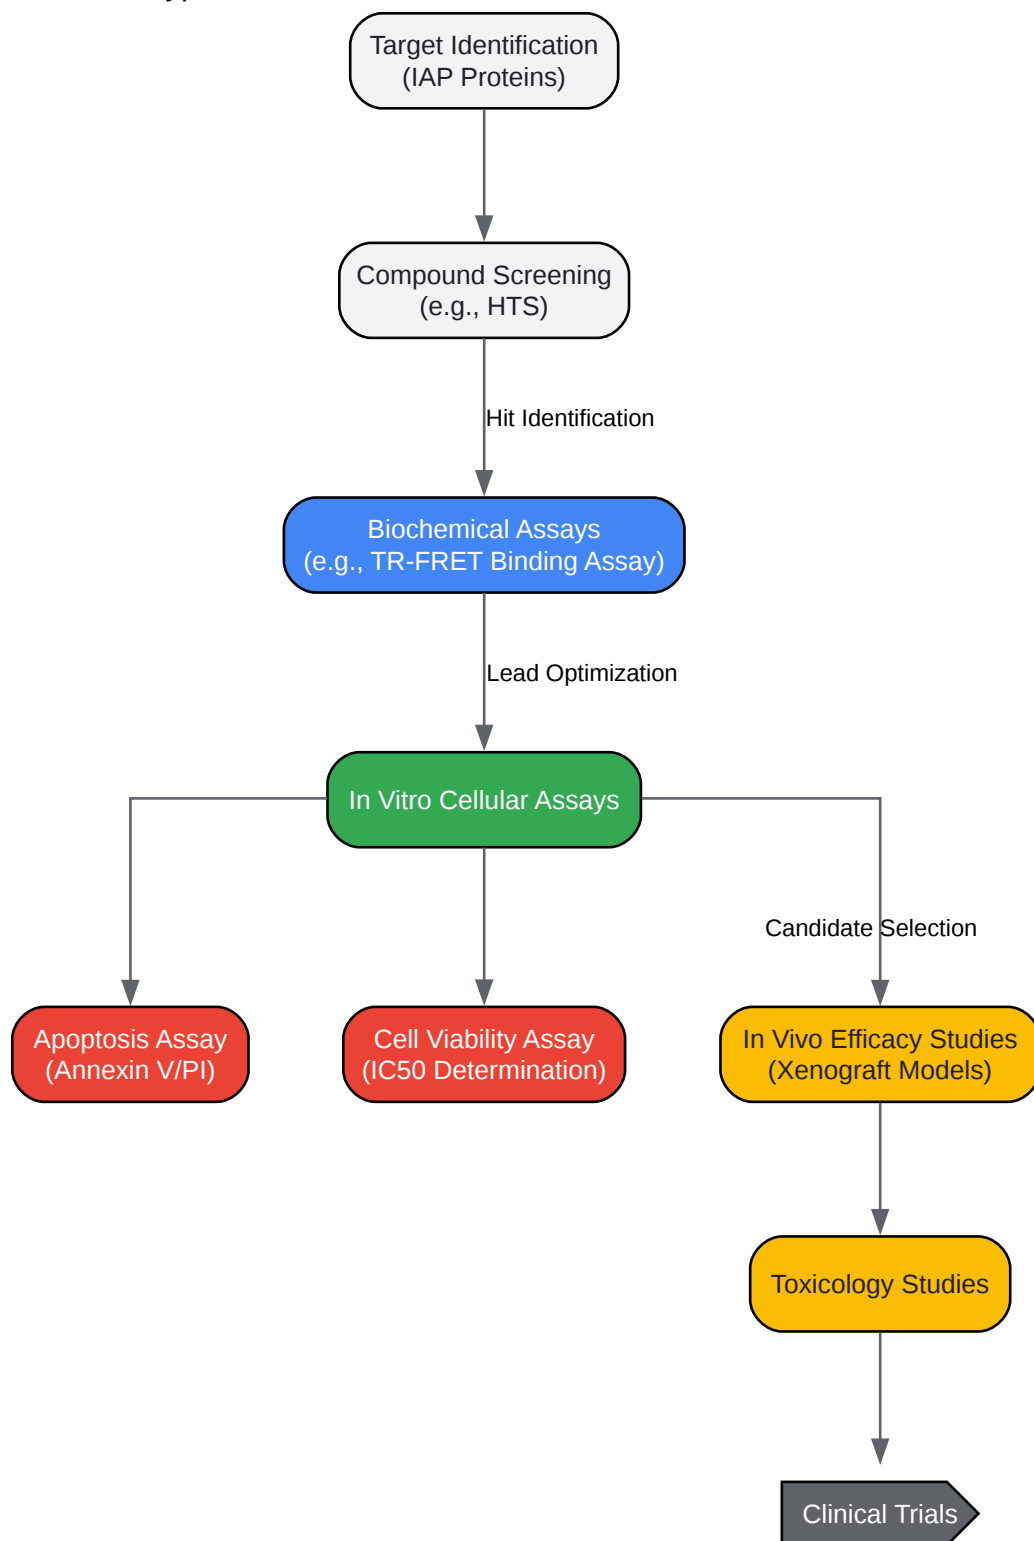 Target Identification
(IAP Proteins)
Compound Screening
(e.g., HTS)
Hit Identification
Biochemical Assays
(e.g., TR-FRET Binding Assay)
Lead Optimization
In Vitro Cellular Assays
Candidate Selection
Apoptosis Assay
(Annexin V/PI)
Cell Viability Assay
(IC50 Determination)
In Vivo Efficacy Studies
(Xenograft Models)
Toxicology Studies
Clinical Trials